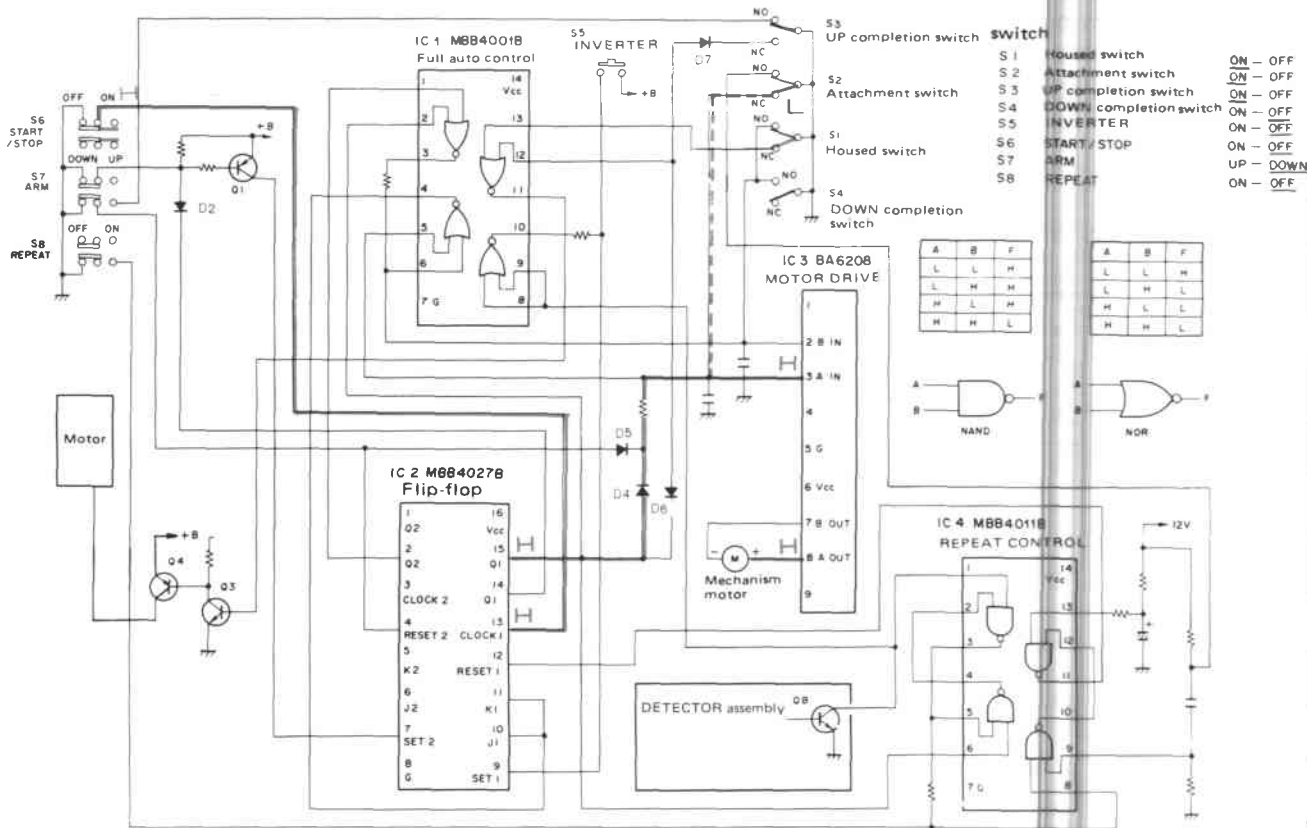 IC 1 MBB4001B
Full auto control
1
2
3
4
5
6
7 G
14
Vcc
13
12
11
10
9
8
S5
INVERTER
+B
NO
NC
S3
UP completion switch
D7
NO
NC
S2
Attachment switch
L
NO
NC
S1
Housed switch
NO
NC
S4
DOWN completion
switch
switch
S1 Housed switch ON - OFF
S2 Attachment switch ON - OFF
S3 UP completion switch ON - OFF
S4 DOWN completion switch ON - OFF
S5 INVERTER ON - OFF
S6 START/STOP ON - OFF
S7 ARM UP - DOWN
S8 REPEAT ON - OFF
OFF ON H
S6
START
/STOP
DOWN UP
S7
ARM
OFF ON
S8
REPEAT
+B
Q1
D2
A B F
L L H
L H H
H L H
H H L
A B F
L L H
L H L
H L L
H H L
A
B
F
NAND
A
B
F
NOR
IC 3 BA6208
MOTOR DRIVE
1
2 B IN
H
3 A IN
4
5 G
6 Vcc
7 B OUT
H
8 A OUT
9
- M +
Mechanism
motor
Motor
+B
Q4
Q3
D5
D4
D6
IC 2 MBB4027B
Flip-flop
1
Q2
2
Q2
3
CLOCK 2
4
RESET 2
5
K2
6
J2
7
SET 2
8
G
16
Vcc
15
Q1
H
14
Q1
H
13
CLOCK 1
12
RESET 1
11
K1
10
J1
9
SET 1
DETECTOR assembly
Q8
IC 4 MBB4011B
REPEAT CONTROL
12V
1
2
3
4
5
6
7 G
14
Vcc
13
12
11
10
9
8
+